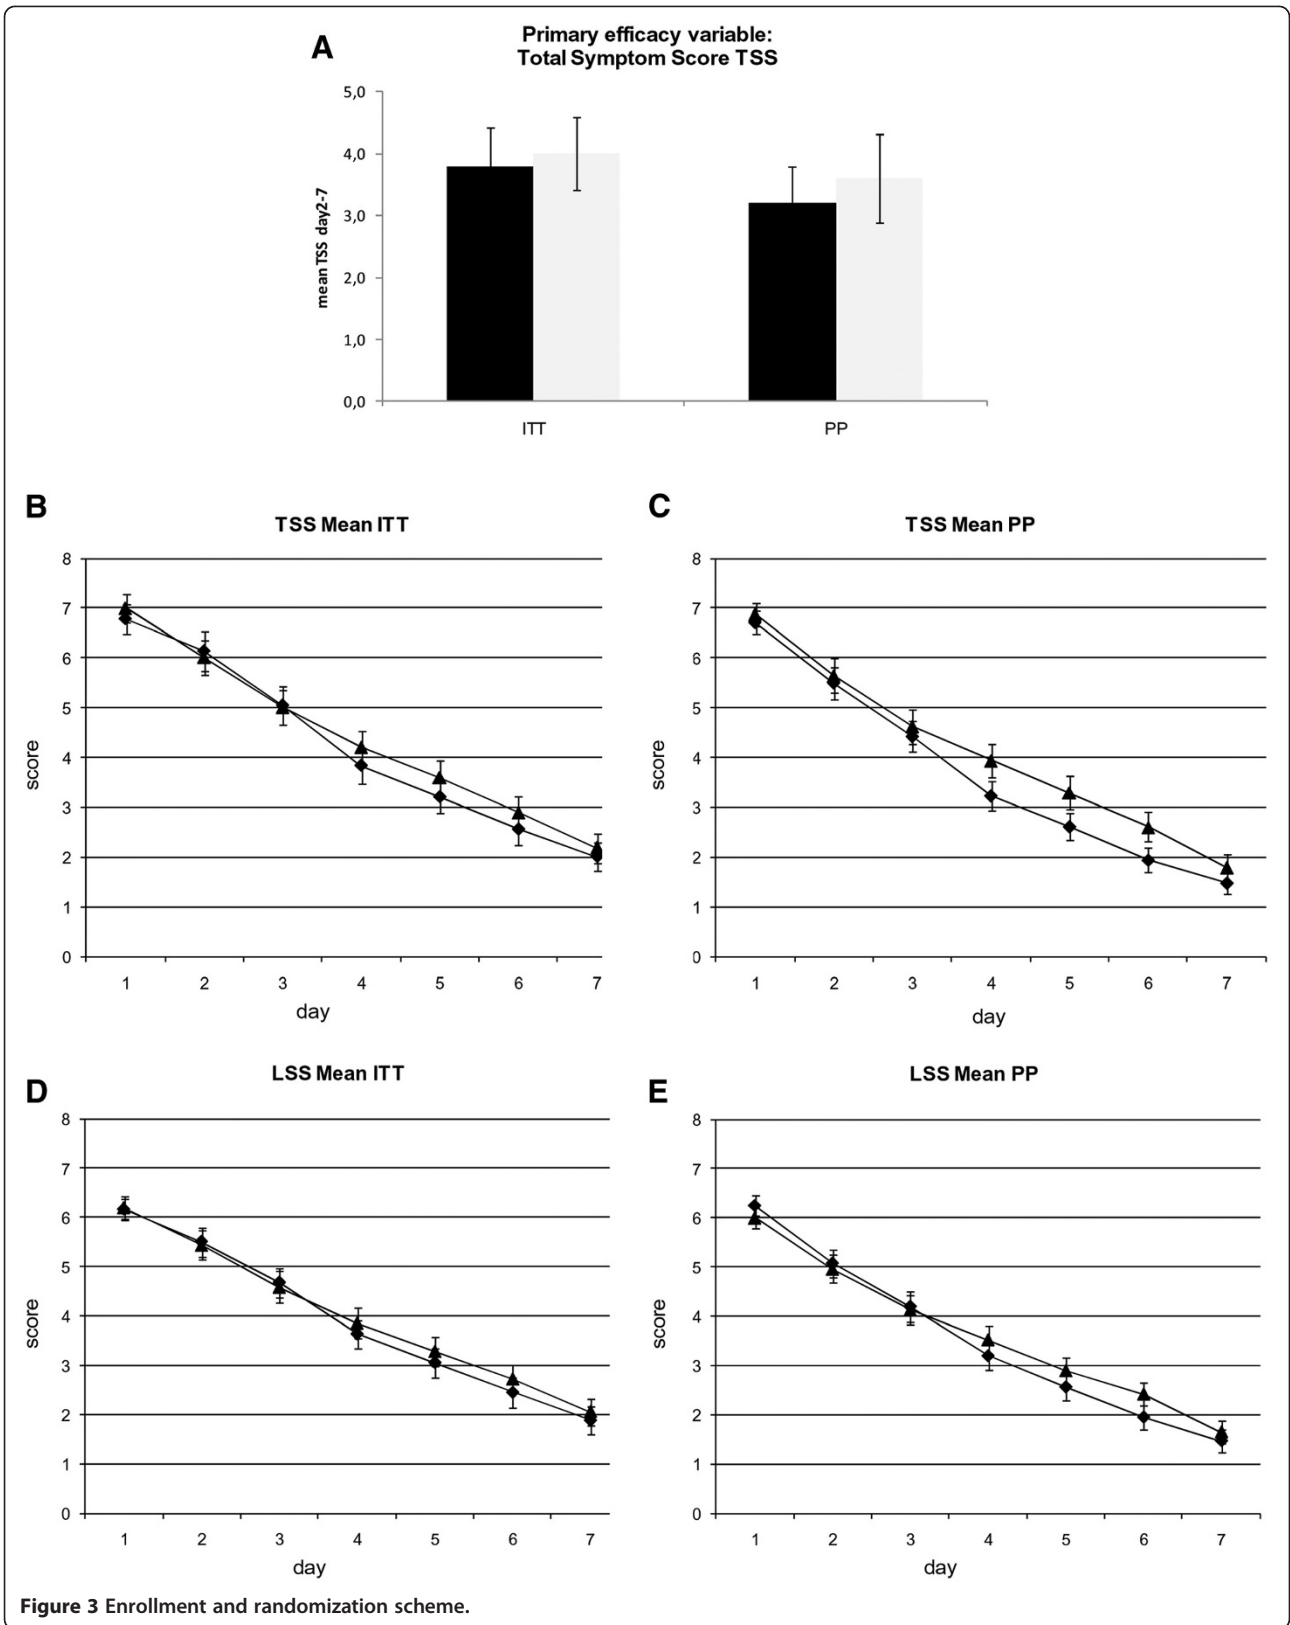 A
Primary efficacy variable:
Total Symptom Score TSS
mean TSS day2-7
5,0
4,0
3,0
2,0
1,0
0,0
ITT
PP
B
TSS Mean ITT
score
8
7
6
5
4
3
2
1
0
1 2 3 4 5 6 7
day
C
TSS Mean PP
score
8
7
6
5
4
3
2
1
0
1 2 3 4 5 6 7
day
D
LSS Mean ITT
score
8
7
6
5
4
3
2
1
0
1 2 3 4 5 6 7
day
E
LSS Mean PP
score
8
7
6
5
4
3
2
1
0
1 2 3 4 5 6 7
day
Figure 3 Enrollment and randomization scheme.